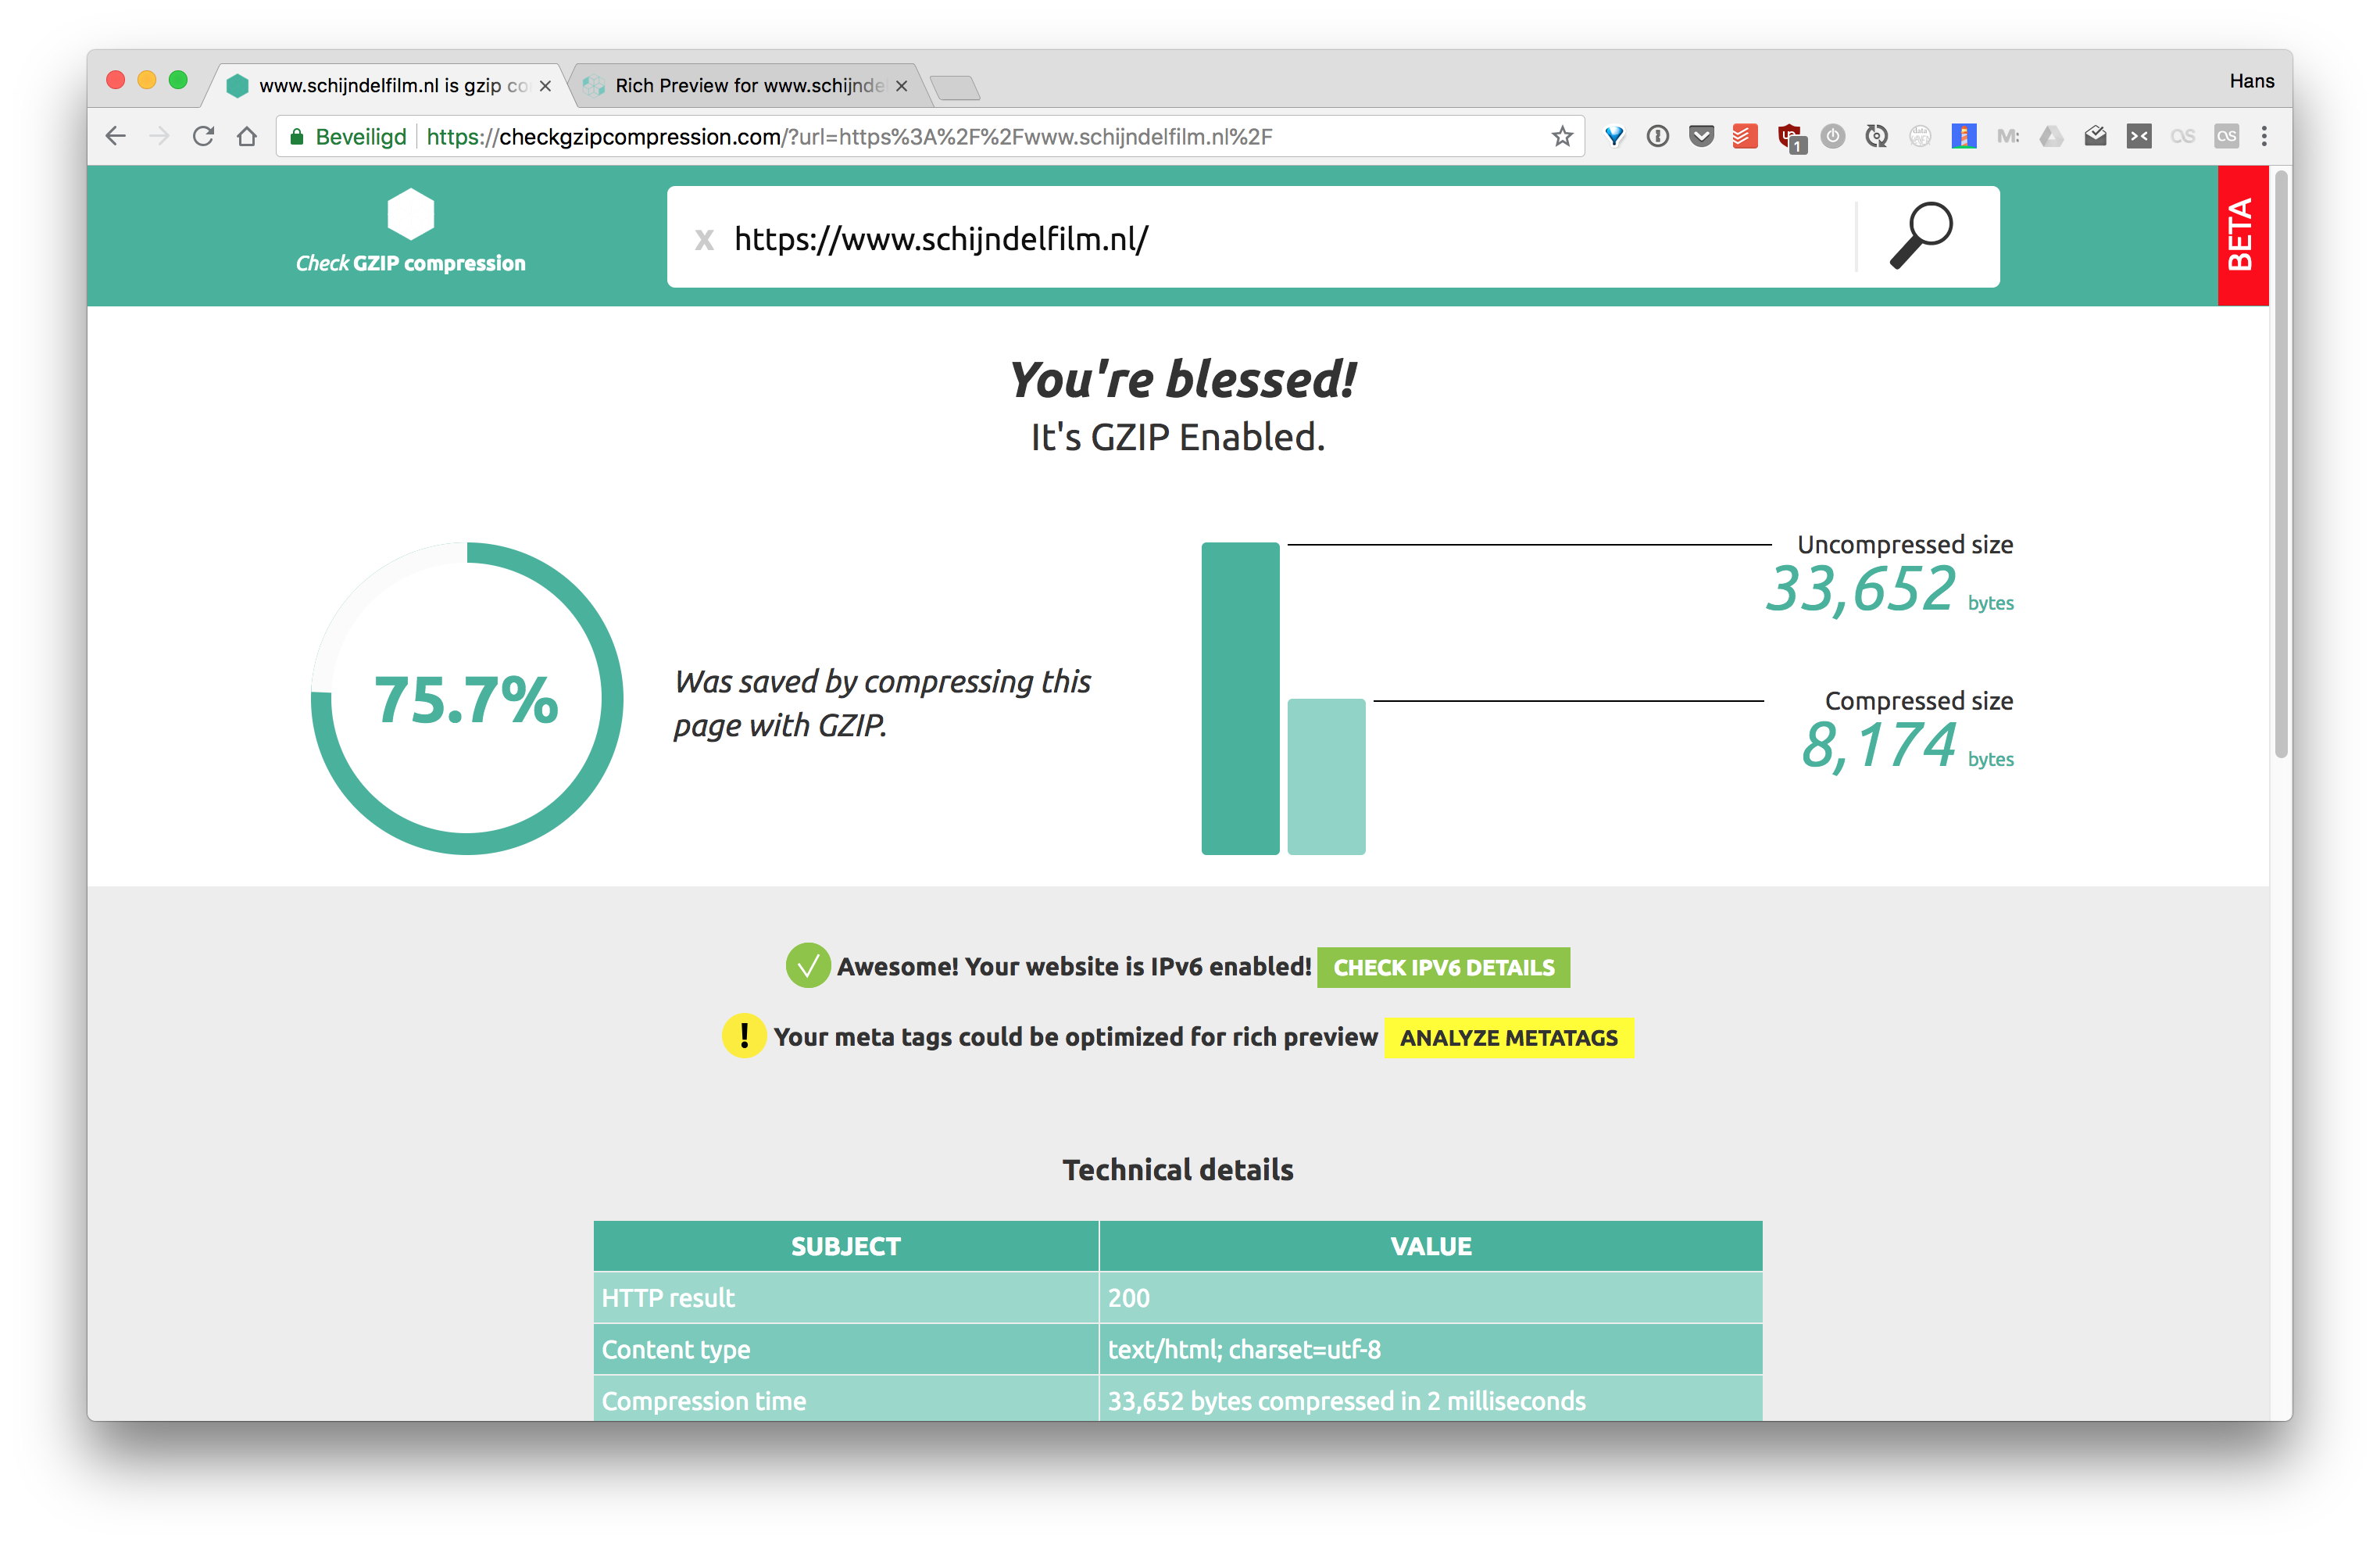 www.schijndelfilm.nl is gzip co
Rich Preview for www.schijnde
Hans
Beveiligd
https://checkgzipcompression.com/?url=https%3A%2F%2Fwww.schijndelfilm.nl%2F
1
M:
Check GZIP compression
x https://www.schijndelfilm.nl/
BETA
You're blessed!
It's GZIP Enabled.
75.7%
Was saved by compressing this
page with GZIP.
Uncompressed size
33,652 bytes
Compressed size
8,174 bytes
Awesome! Your website is IPv6 enabled! CHECK IPV6 DETAILS
! Your meta tags could be optimized for rich preview ANALYZE METATAGS
Technical details
SUBJECT VALUE
HTTP result 200
Content type text/html; charset=utf-8
Compression time 33,652 bytes compressed in 2 milliseconds